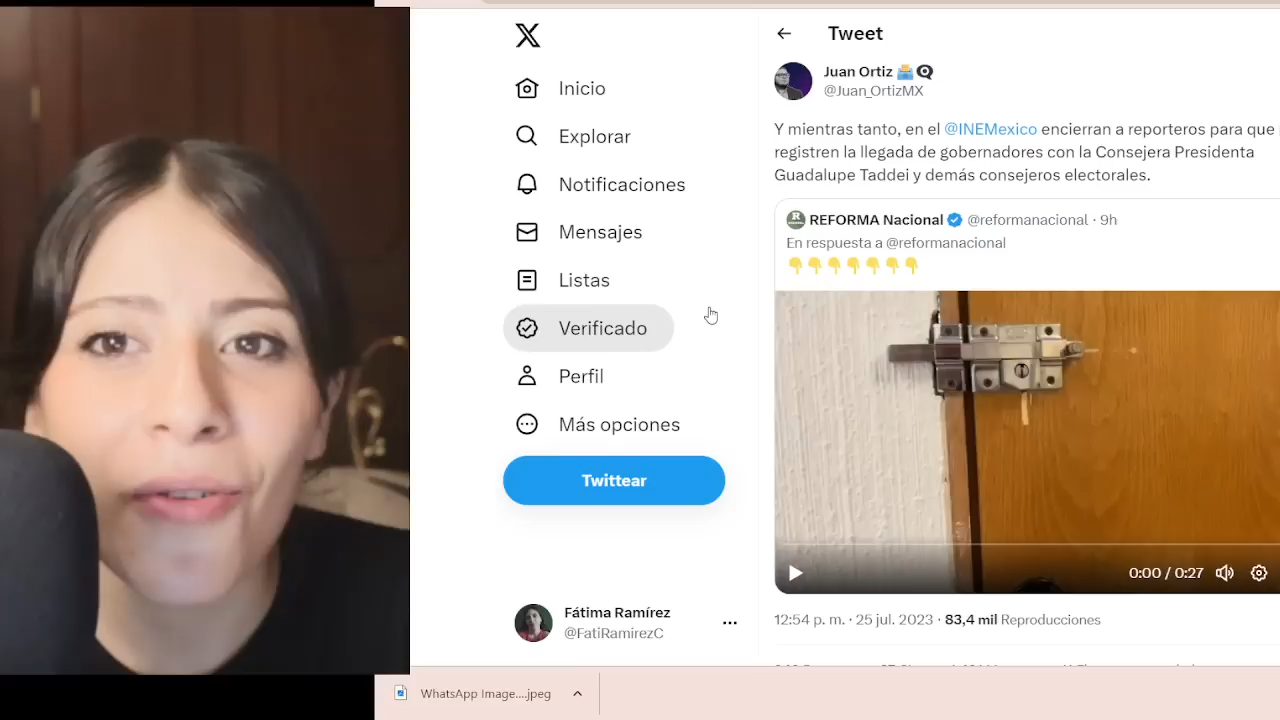 Inicio
Explorar
Notificaciones
Mensajes
Listas
Verificado
Perfil
Más opciones
Twittear
Fátima Ramírez
@FatiRamírezC
Tweet
Juan Ortiz
@Juan_OrtizMX
Y mientras tanto, en el @INEMexico encierran a reporteros para que
registren la llegada de gobernadores con la Consejera Presidenta
Guadalupe Taddei y demás consejeros electorales.
REFORMA Nacional @reformanacional · 9h
En respuesta a @reformanacional
0:00 / 0:27
12:54 p. m. · 25 jul. 2023 · 83,4 mil Reproducciones
WhatsApp Image....jpeg